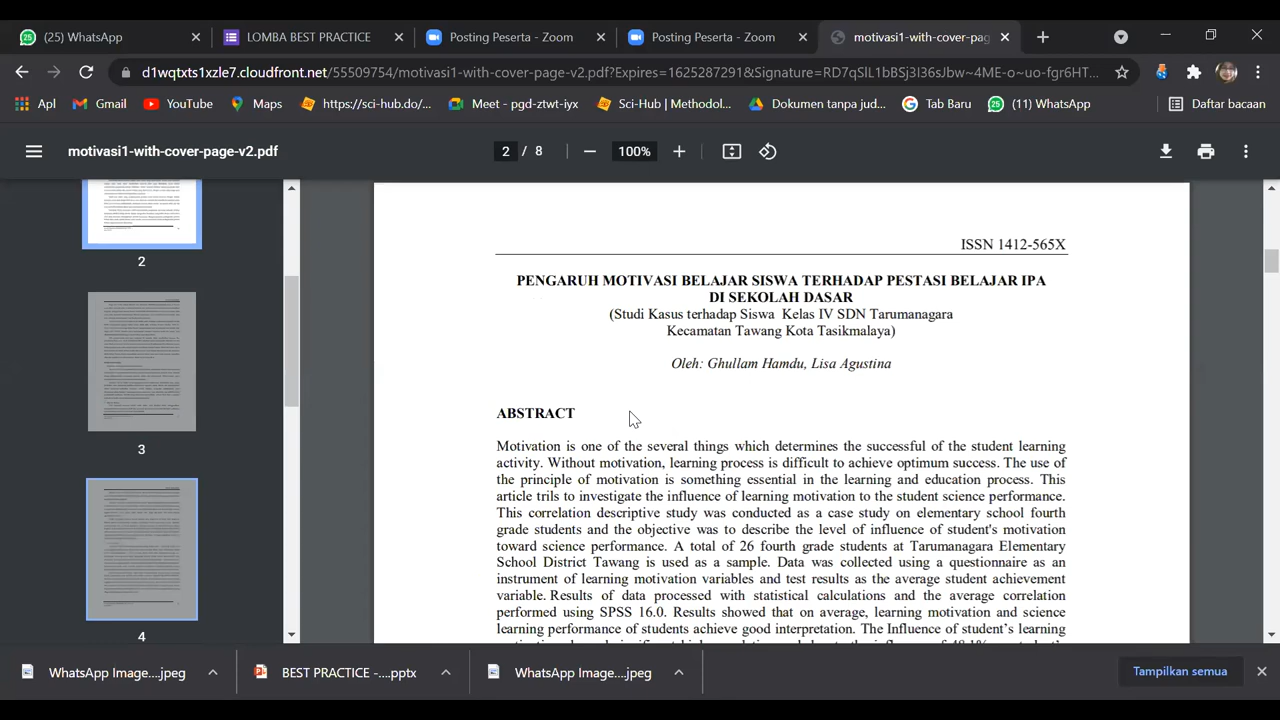 (25) WhatsApp
LOMBA BEST PRACTICE
Posting Peserta - Zoom
Posting Peserta - Zoom
motivasi1-with-cover-pag
d1wqtxts1xzle7.cloudfront.net/55509754/motivasi1-with-cover-page-v2.pdf?Expires=1625287291&Signature=RD7qSlL1bBSj3I36sJbw~4ME-o~uo-fgr6HT...
Apl
Gmail
YouTube
Maps
https://sci-hub.do/...
Meet - pgd-ztwt-iyx
Sci-Hub | Methodol...
Dokumen tanpa jud...
Tab Baru
(11) WhatsApp
Daftar bacaan
motivasi1-with-cover-page-v2.pdf
2 / 8
100%
2
3
4
ISSN 1412-565X
PENGARUH MOTIVASI BELAJAR SISWA TERHADAP PESTASI BELAJAR IPA
DI SEKOLAH DASAR
(Studi Kasus terhadap Siswa Kelas IV SDN Tarumanagara
Kecamatan Tawang Kota Tasikmalaya)
Oleh: Ghullam Hamdu, Lisa Agustina
ABSTRACT
Motivation is one of the several things which determines the successful of the student learning
activity. Without motivation, learning process is difficult to achieve optimum success. The use of
the principle of motivation is something essential in the learning and education process. This
article is to investigate the influence of learning motivation to the student science performance.
This correlation descriptive study was conducted as a case study on elementary school fourth
grade students and the objective was to describe the level of influence of student's motivation
toward science performance. A total of 26 fourth grade students at Tarumanagara Elementary
School District Tawang is used as a sample. Data was collected using a questionnaire as an
instrument of learning motivation variables and test results as the average student achievement
variable. Results of data processed with statistical calculations and the average correlation
performed using SPSS 16.0. Results showed that on average, learning motivation and science
learning performance of students achieve good interpretation. The Influence of student's learning
WhatsApp Image....jpeg
BEST PRACTICE -....pptx
WhatsApp Image....jpeg
Tampilkan semua